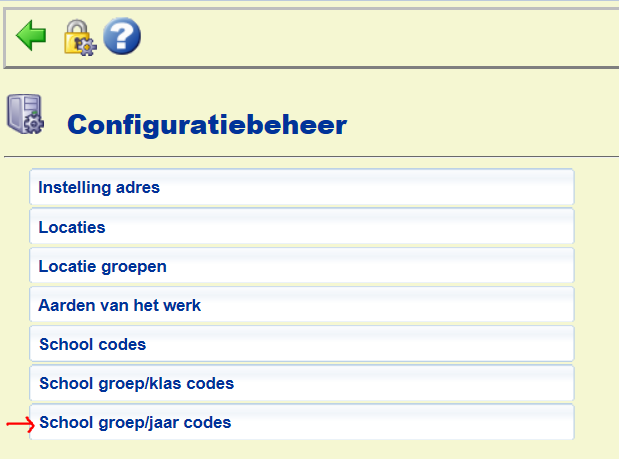 Configuratiebeheer
Instelling adres
Locaties
Locatie groepen
Aarden van het werk
School codes
School groep/klas codes
School groep/jaar codes